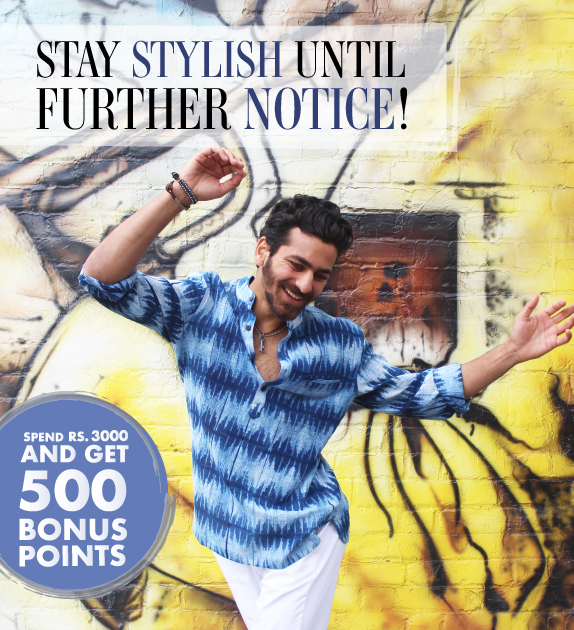 STAY STYLISH UNTIL
FURTHER NOTICE!
SPEND RS. 3000
AND GET
500
BONUS
POINTS